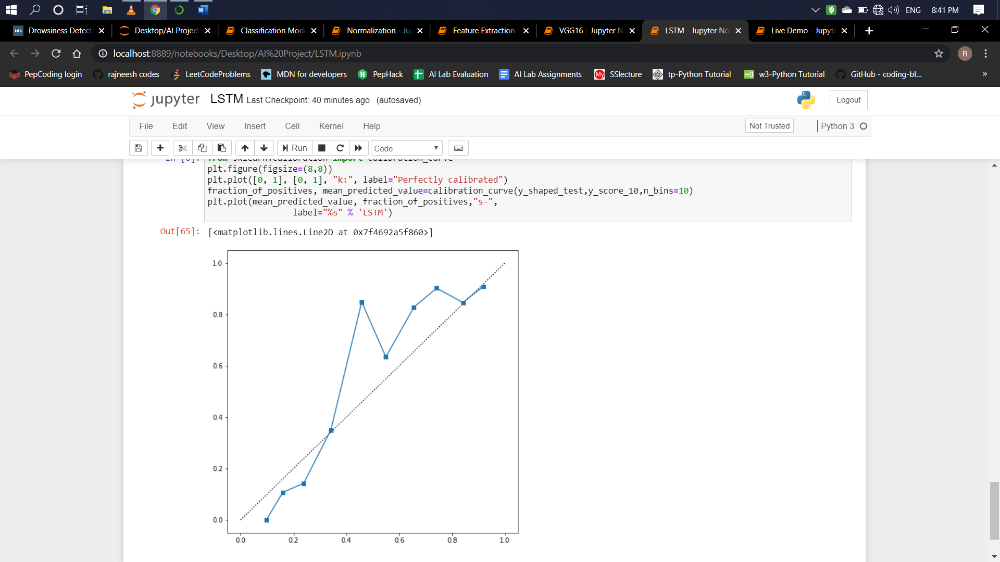 ENG 8:41 PM
tds Drowsiness Detect Desktop/AI Project Classification Mod Normalization - Ju Feature Extraction VGG16 - Jupyter N LSTM - Jupyter No Live Demo - Jupyte
localhost:8889/notebooks/Desktop/AI%20Project/LSTM.ipynb R
PepCoding login rajneesh codes LeetCodeProblems MDN for developers H PepHack AI Lab Evaluation AI Lab Assignments My SSlecture tp-Python Tutorial w3 w3-Python Tutorial GitHub - coding-bl... »
jupyter LSTM Last Checkpoint: 40 minutes ago (autosaved) Logout
File Edit View Insert Cell Kernel Help Not Trusted Python 3
Run Code
from sklearn.calibration import calibration_curve
plt.figure(figsize=(8,8))
plt.plot([0, 1], [0, 1], "k:", label="Perfectly calibrated")
fraction_of_positives, mean_predicted_value=calibration_curve(y_shaped_test,y_score_10,n_bins=10)
plt.plot(mean_predicted_value, fraction_of_positives,"s-",
label="%s" % 'LSTM')
Out[65]: [<matplotlib.lines.Line2D at 0x7f4692a5f860>]
1.0
0.8
0.6
0.4
0.2
0.0
0.0 0.2 0.4 0.6 0.8 1.0